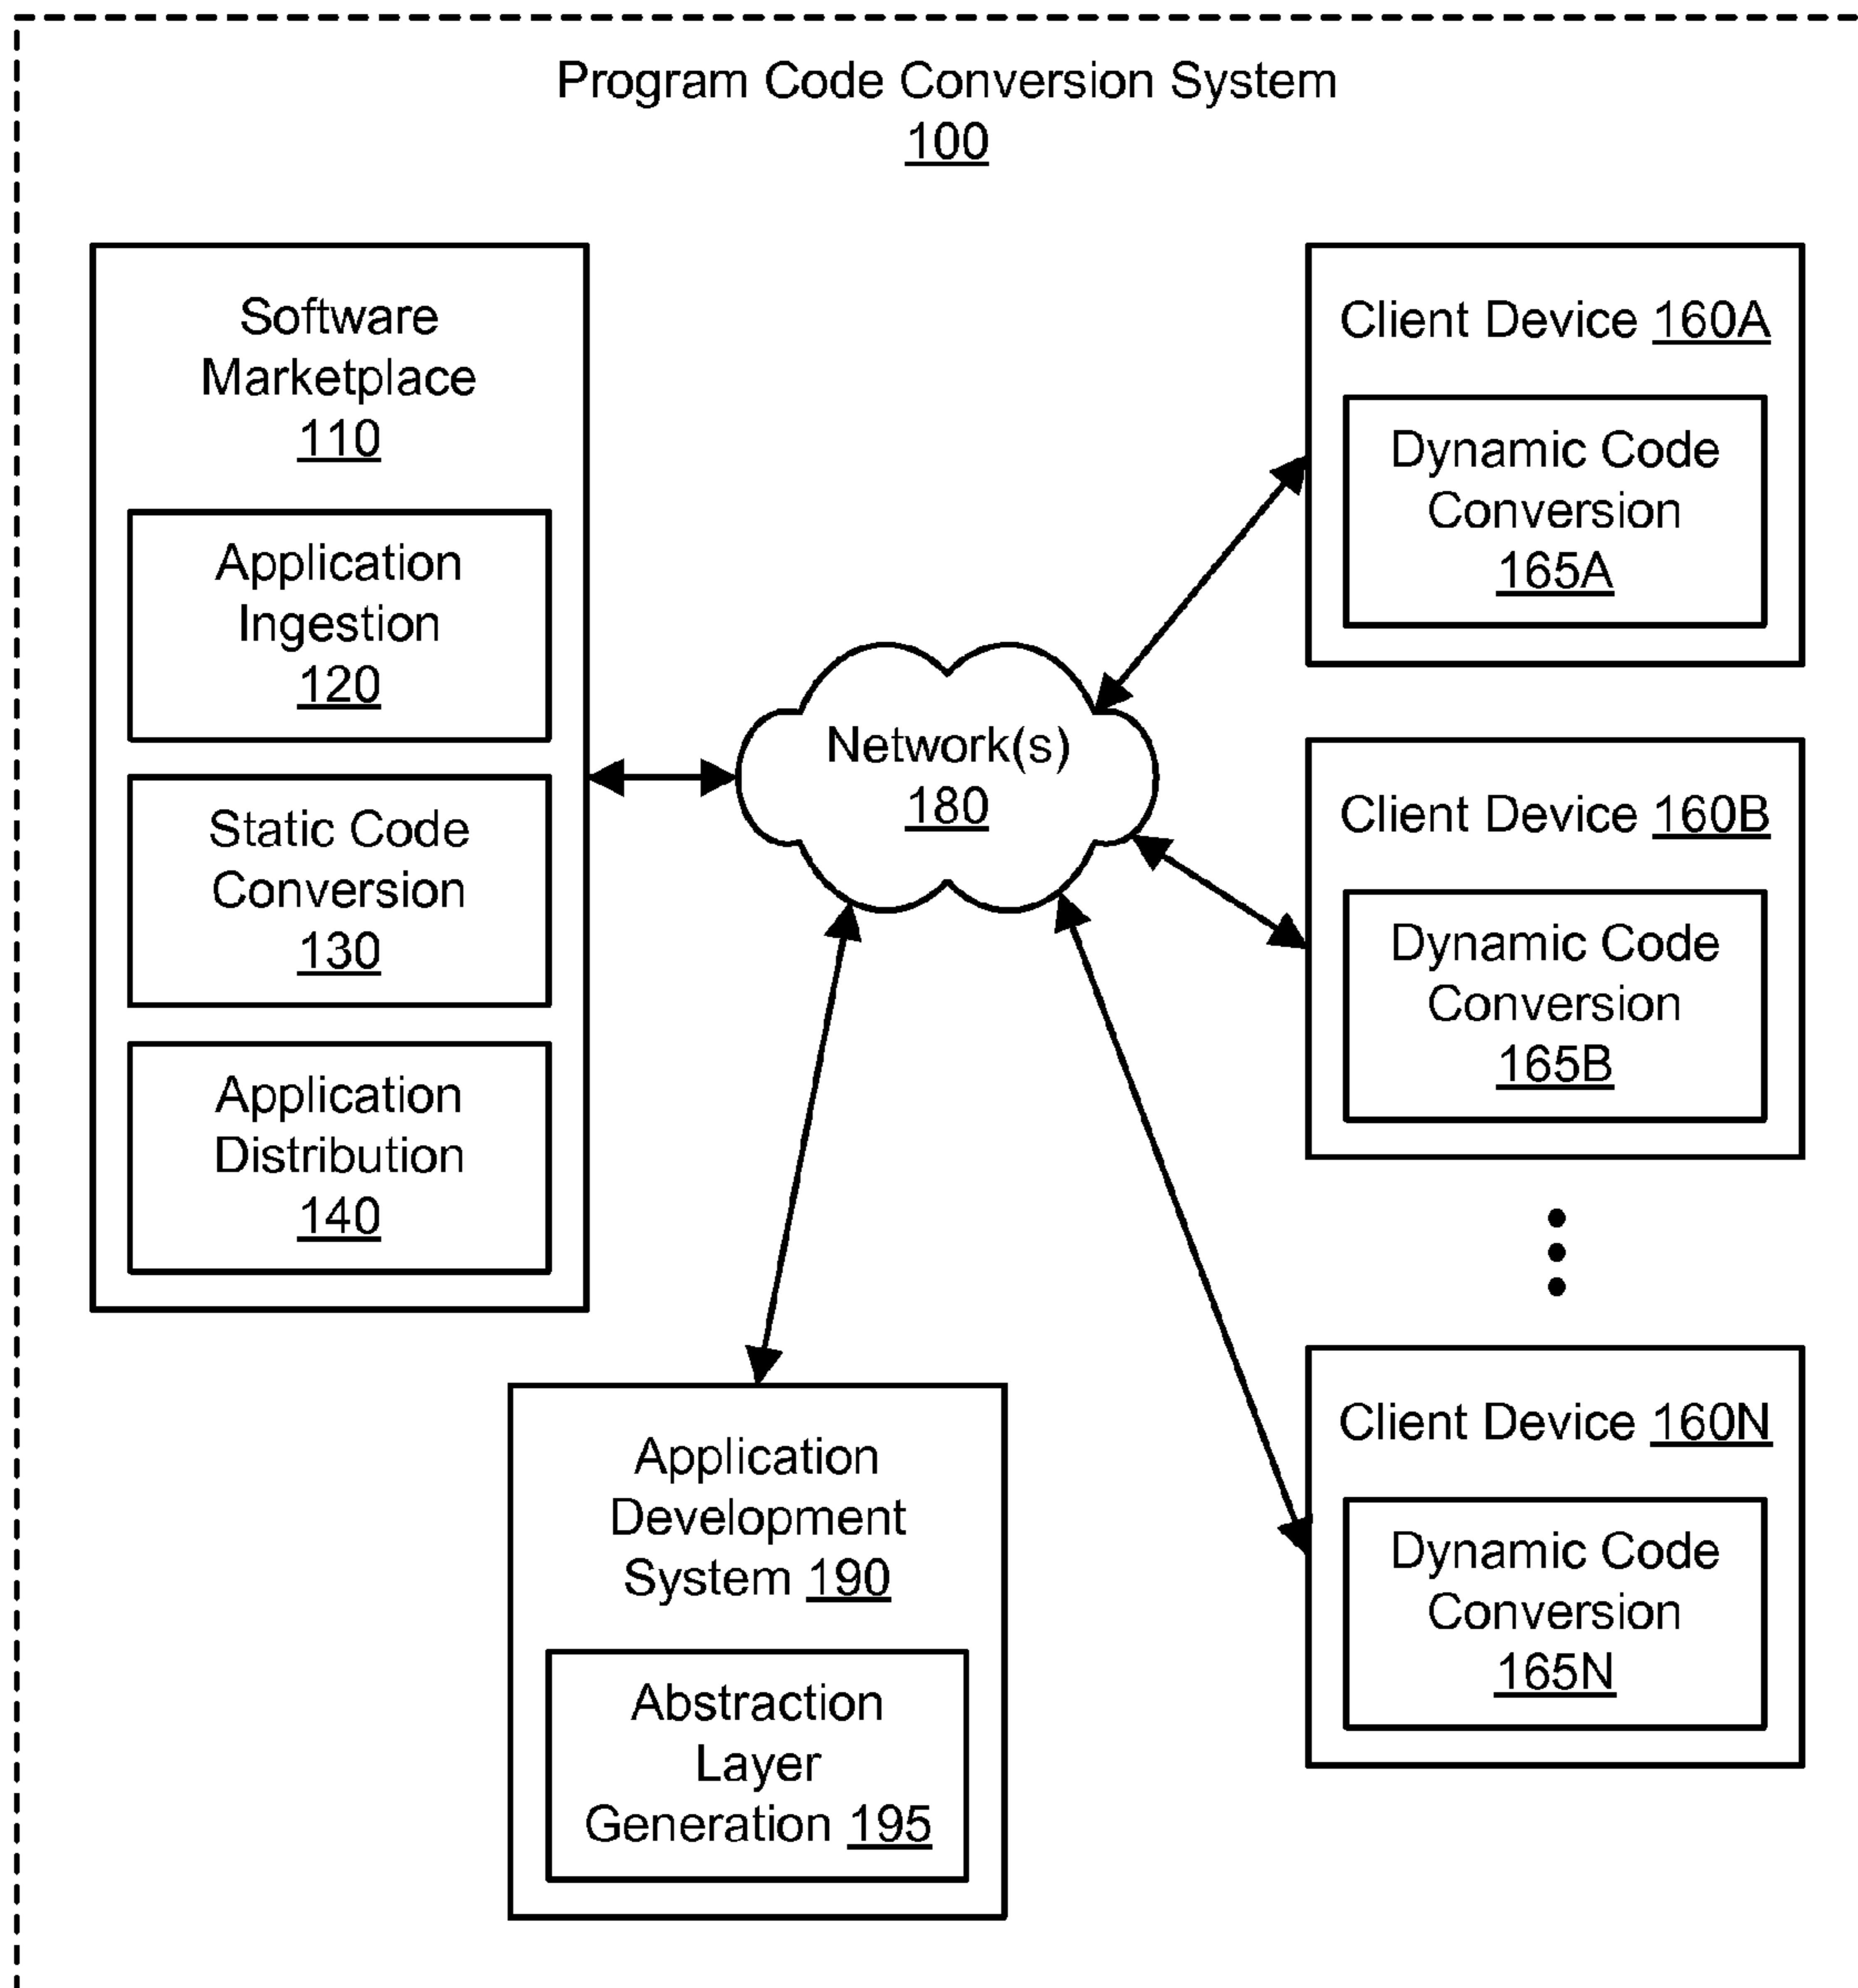 Program Code Conversion System
100
Software
Marketplace
110
Application
Ingestion
120
Static Code
Conversion
130
Application
Distribution
140
Network(s)
180
Client Device 160A
Dynamic Code
Conversion
165A
Client Device 160B
Dynamic Code
Conversion
165B
Client Device 160N
Dynamic Code
Conversion
165N
Application
Development
System 190
Abstraction
Layer
Generation 195